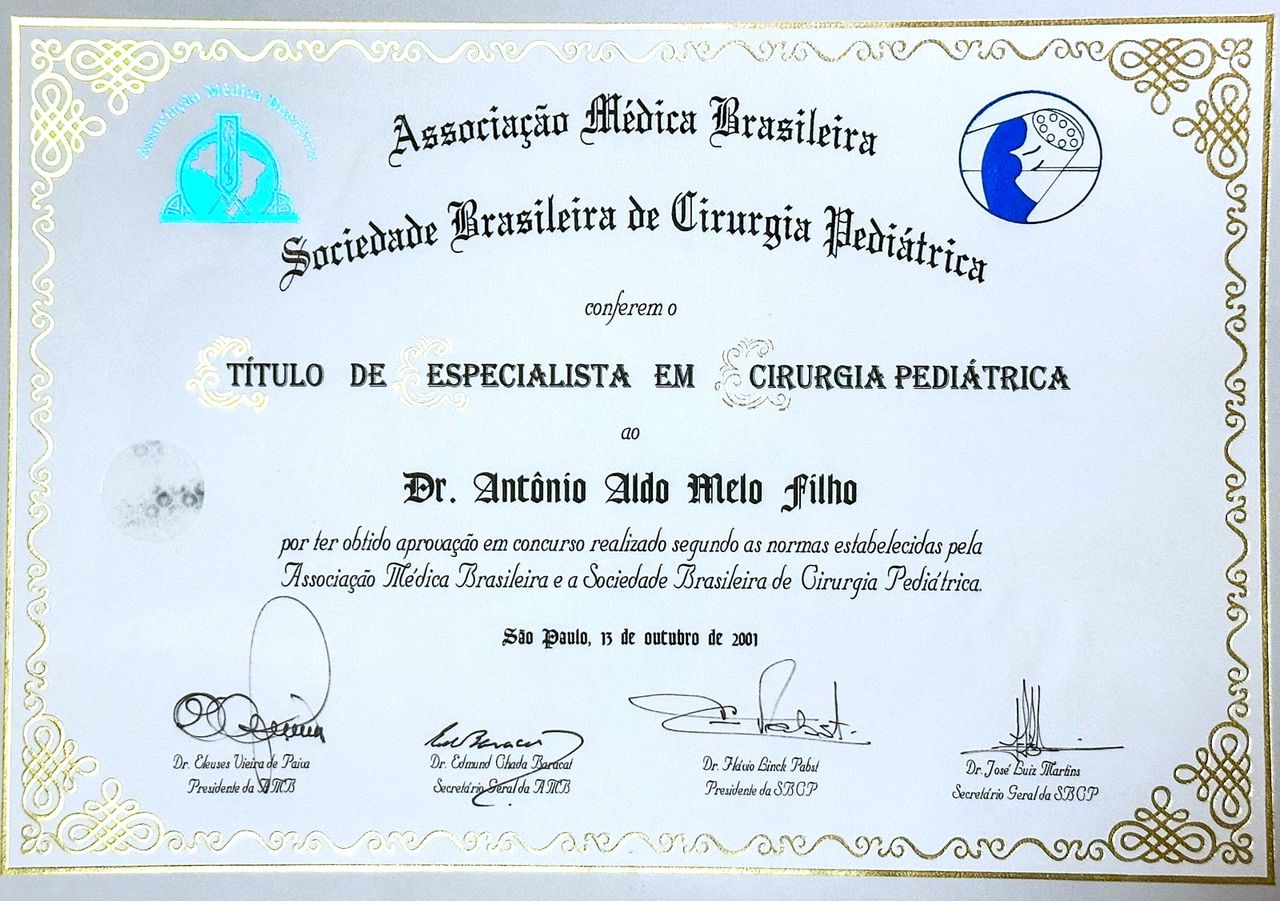 Associação Médica Brasileira
Associação Médica Brasileira
Sociedade Brasileira de Cirurgia Pediátrica
conferem o
TÍTULO DE ESPECIALISTA EM CIRURGIA PEDIÁTRICA
ao
Dr. Antônio Aldo Melo Filho
por ter obtido aprovação em concurso realizado segundo as normas estabelecidas pela
Associação Médica Brasileira e a Sociedade Brasileira de Cirurgia Pediátrica.
São Paulo, 13 de outubro de 2001
Dr. Eleuses Vieira de Paiva
Presidente da AMB
Dr. Edmund Chada Baracat
Secretário Geral da AMB
Dr. Flávio Binck Pabst
Presidente da SBCP
Dr. José Luiz Martins
Secretário Geral da SBCP